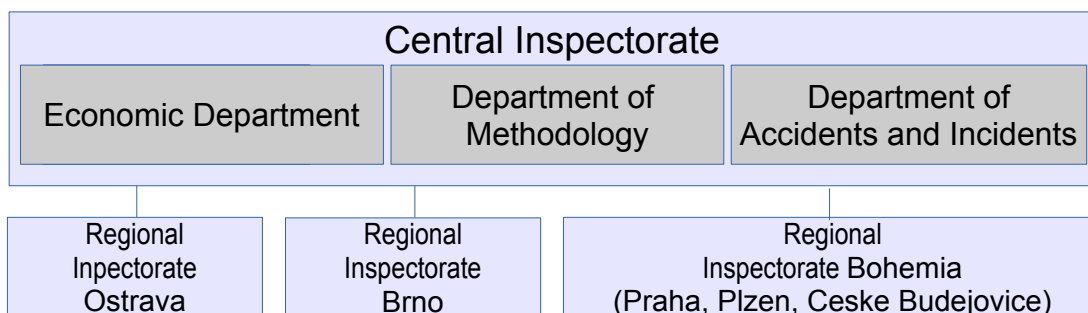 Central Inspectorate
Economic Department
Department of
Methodology
Department of
Accidents and Incidents
Regional
Inpectorate
Ostrava
Regional
Inspectorate
Brno
Regional
Inspectorate Bohemia
(Praha, Plzen, Ceske Budejovice)